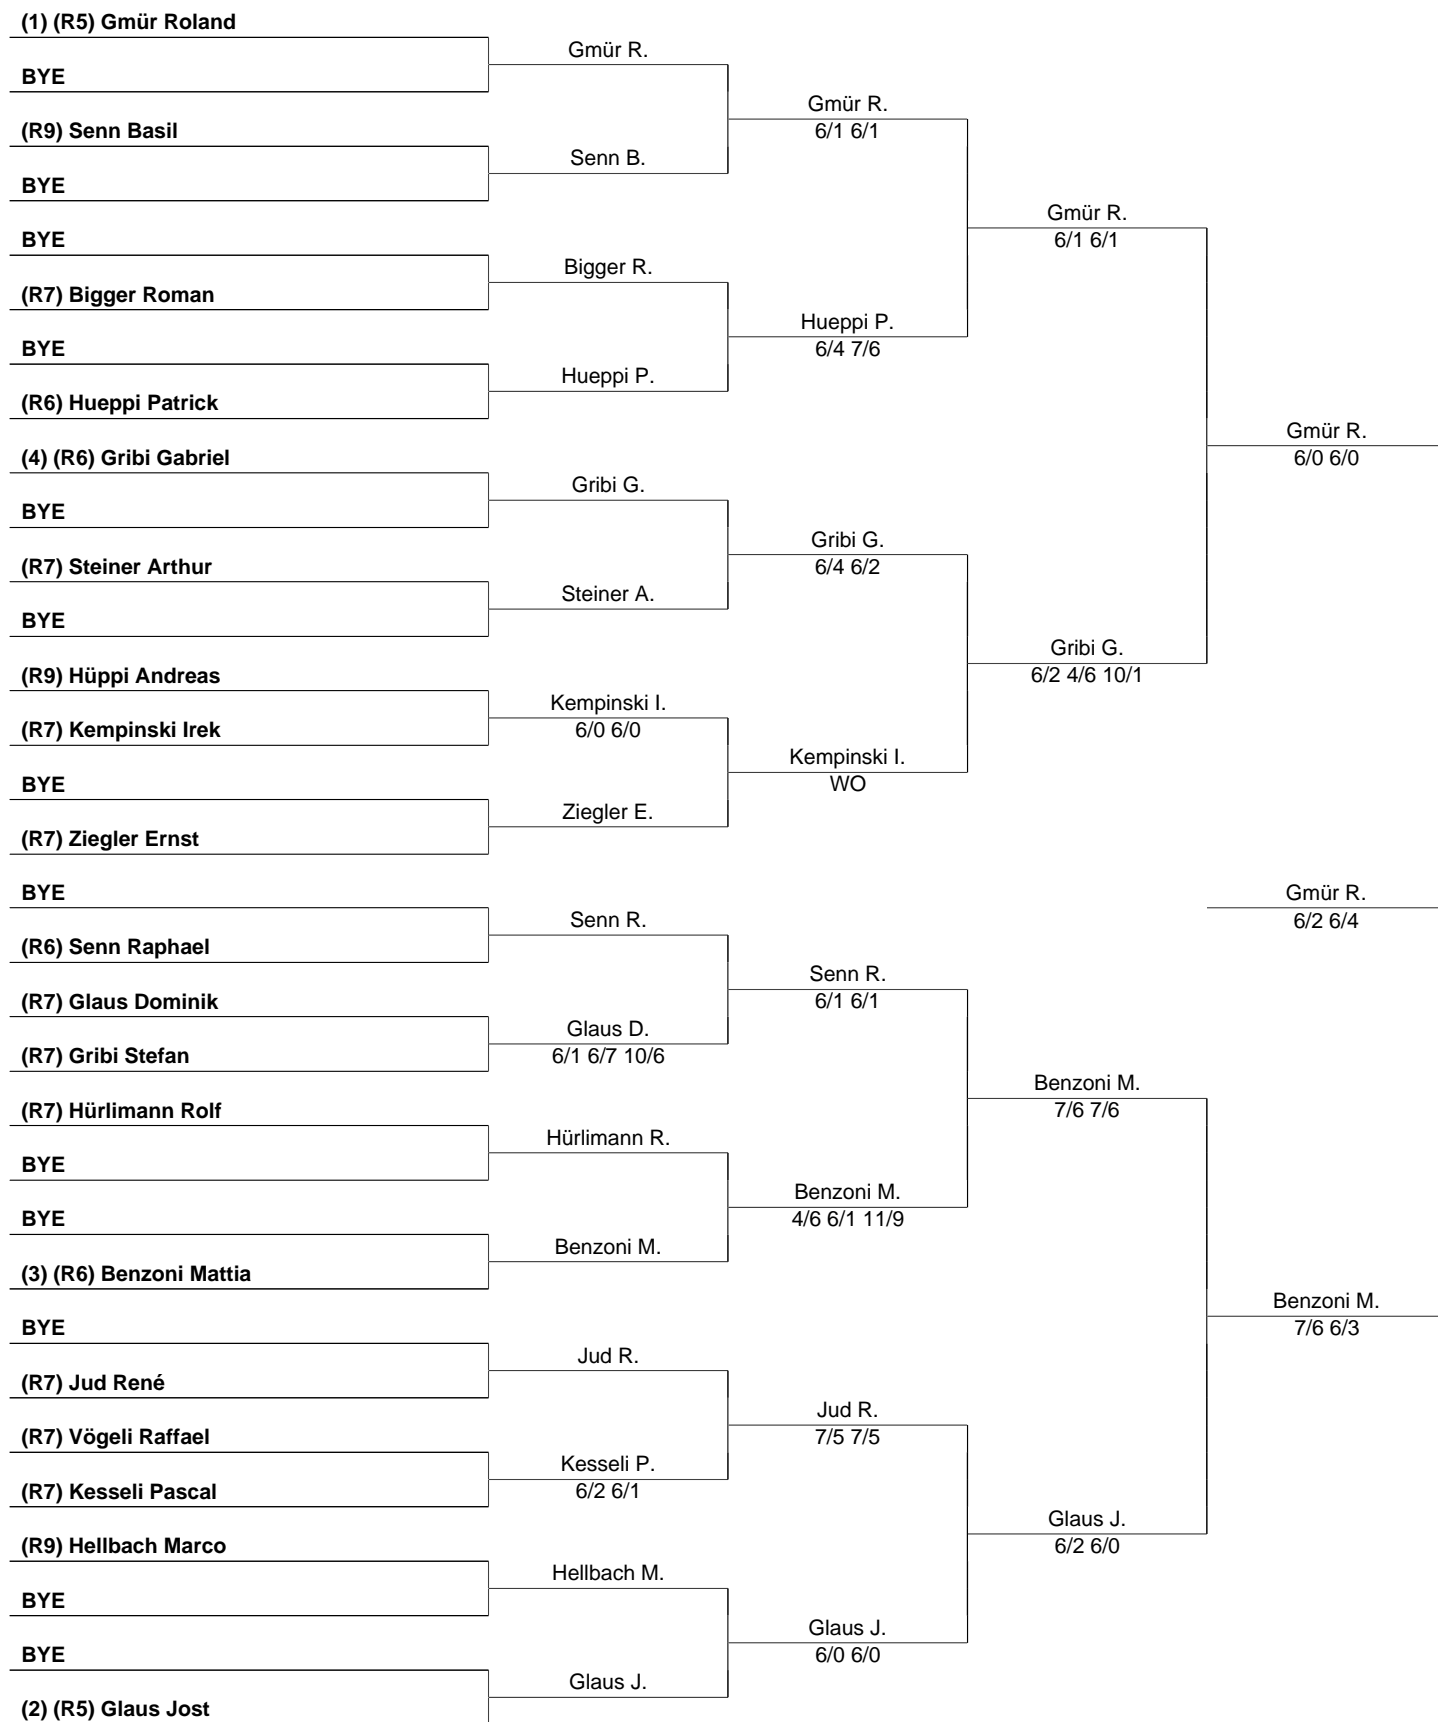 (1) (R5) Gmür Roland
BYE
(R9) Senn Basil
BYE
BYE
(R7) Bigger Roman
BYE
(R6) Hueppi Patrick
(4) (R6) Gribi Gabriel
BYE
(R7) Steiner Arthur
BYE
(R9) Hüppi Andreas
(R7) Kempinski Irek
BYE
(R7) Ziegler Ernst
BYE
(R6) Senn Raphael
(R7) Glaus Dominik
(R7) Gribi Stefan
(R7) Hürlimann Rolf
BYE
BYE
(3) (R6) Benzoni Mattia
BYE
(R7) Jud René
(R7) Vögeli Raffael
(R7) Kesseli Pascal
(R9) Hellbach Marco
BYE
BYE
(2) (R5) Glaus Jost
Gmür R.
Senn B.
Bigger R.
Hueppi P.
Gribi G.
Steiner A.
Kempinski I.
6/0 6/0
Ziegler E.
Senn R.
Glaus D.
6/1 6/7 10/6
Hürlimann R.
Benzoni M.
Jud R.
Kesseli P.
6/2 6/1
Hellbach M.
Glaus J.
Gmür R.
6/1 6/1
Hueppi P.
6/4 7/6
Gribi G.
6/4 6/2
Kempinski I.
WO
Senn R.
6/1 6/1
Benzoni M.
4/6 6/1 11/9
Jud R.
7/5 7/5
Glaus J.
6/0 6/0
Gmür R.
6/1 6/1
Gribi G.
6/2 4/6 10/1
Benzoni M.
7/6 7/6
Glaus J.
6/2 6/0
Gmür R.
6/0 6/0
Gmür R.
6/2 6/4
Benzoni M.
7/6 6/3